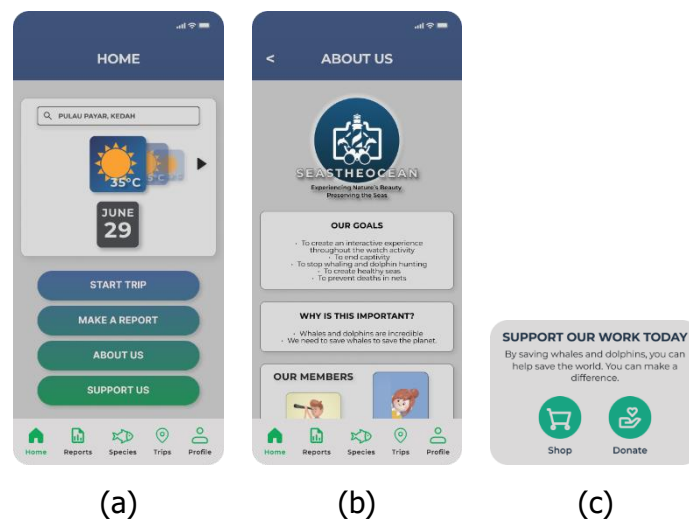 HOME
PULAU PAYAR, KEDAH
35°C
JUNE
29
START TRIP
MAKE A REPORT
ABOUT US
SUPPORT US
Home Reports Species Trips Profile
(a)
< ABOUT US
SEASTHEOCEAN
Experiencing Nature's Beauty
Preserving the Seas
OUR GOALS
· To create an interactive experience
throughout the watch activity
· To end captivity
· To stop whaling and dolphin hunting
· To create healthy seas
· To prevent deaths in nets
WHY IS THIS IMPORTANT?
· Whales and dolphins are incredible
· We need to save whales to save the planet.
OUR MEMBERS
Home Reports Species Trips Profile
(b)
SUPPORT OUR WORK TODAY
By saving whales and dolphins, you can
help save the world. You can make a
difference.
Shop Donate
(c)